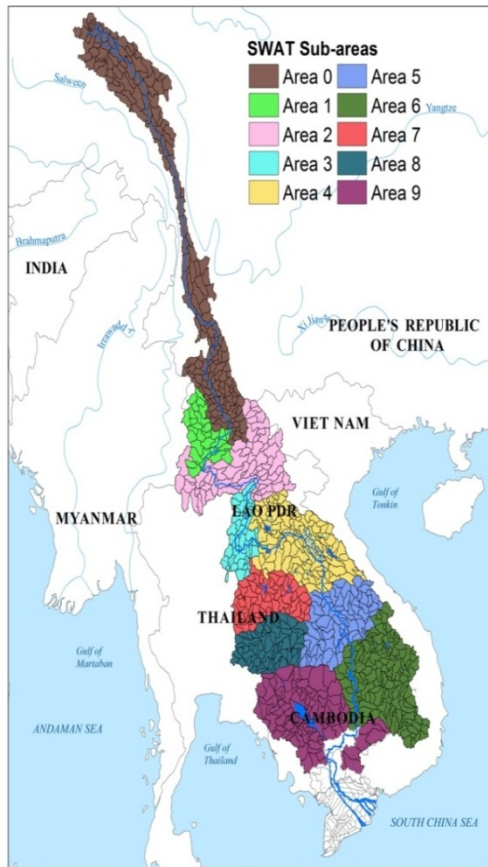 SWAT Sub-areas
Area 0
Area 1
Area 2
Area 3
Area 4
Area 5
Area 6
Area 7
Area 8
Area 9
Salween
Yangtze
Brahmaputra
INDIA
Irrawaddy
Xi Jiang
PEOPLE'S REPUBLIC
OF CHINA
VIET NAM
Gulf of
Tonkin
LAO PDR
MYANMAR
THAILAND
Gulf of
Martaban
CAMBODIA
ANDAMAN SEA
Gulf of
Thailand
SOUTH CHINA SEA